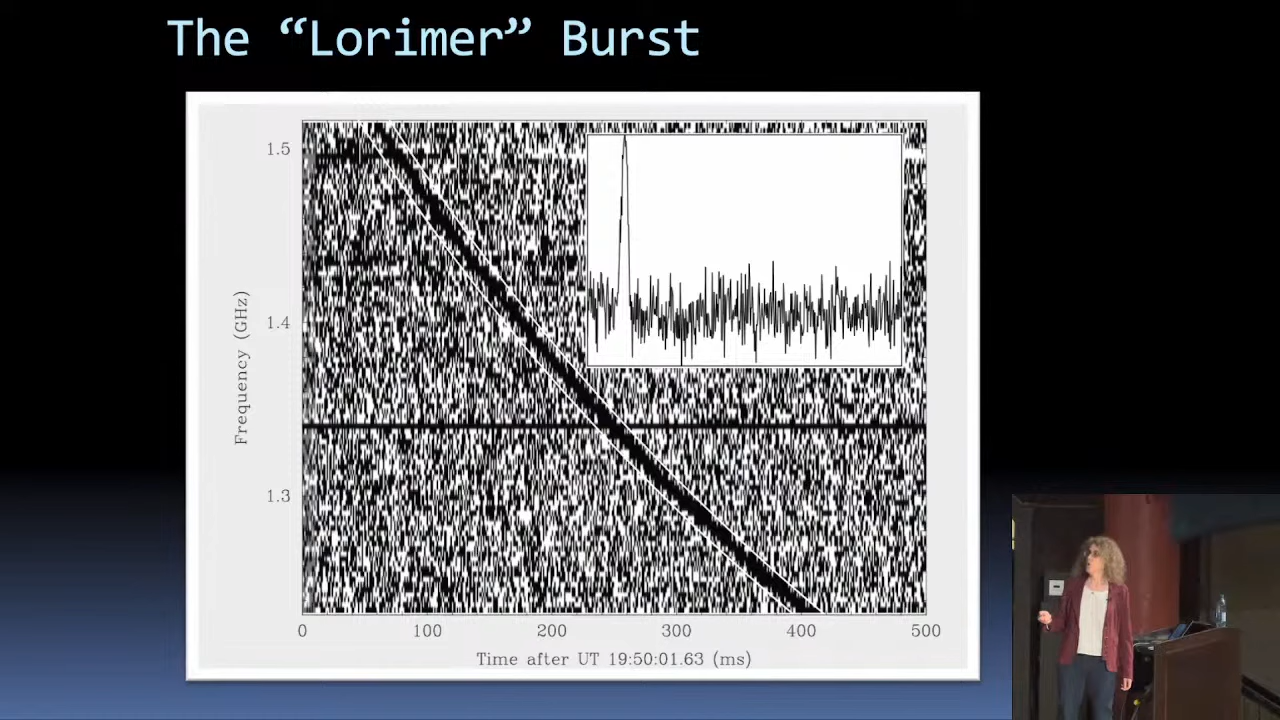 The “Lorimer” Burst
1.5
1.4
1.3
Frequency (GHz)
0 100 200 300 400 500
Time after UT 19:50:01.63 (ms)